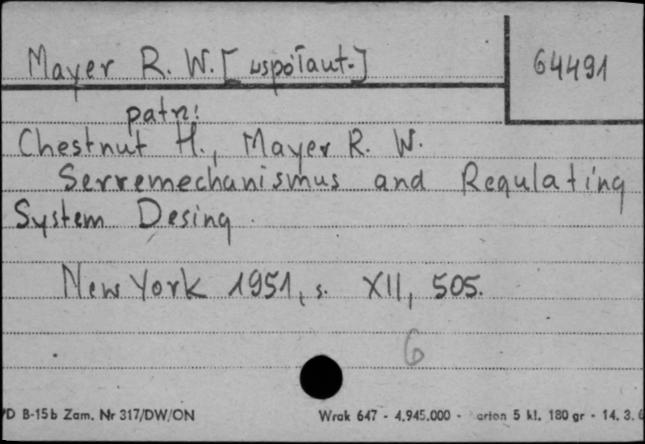 Mayer R. W. [współaut.]
64491
patrz:
Chestnut H., Mayer R. W.
Serremechanismus and Regulating
System Desing.
New York 1951, s. XII, 505.
6
D B-15b Zam. Nr 317/DW/ON
Wrak 647 - 4.945.000 - arton 5 kl. 180 gr - 14. 3. 6